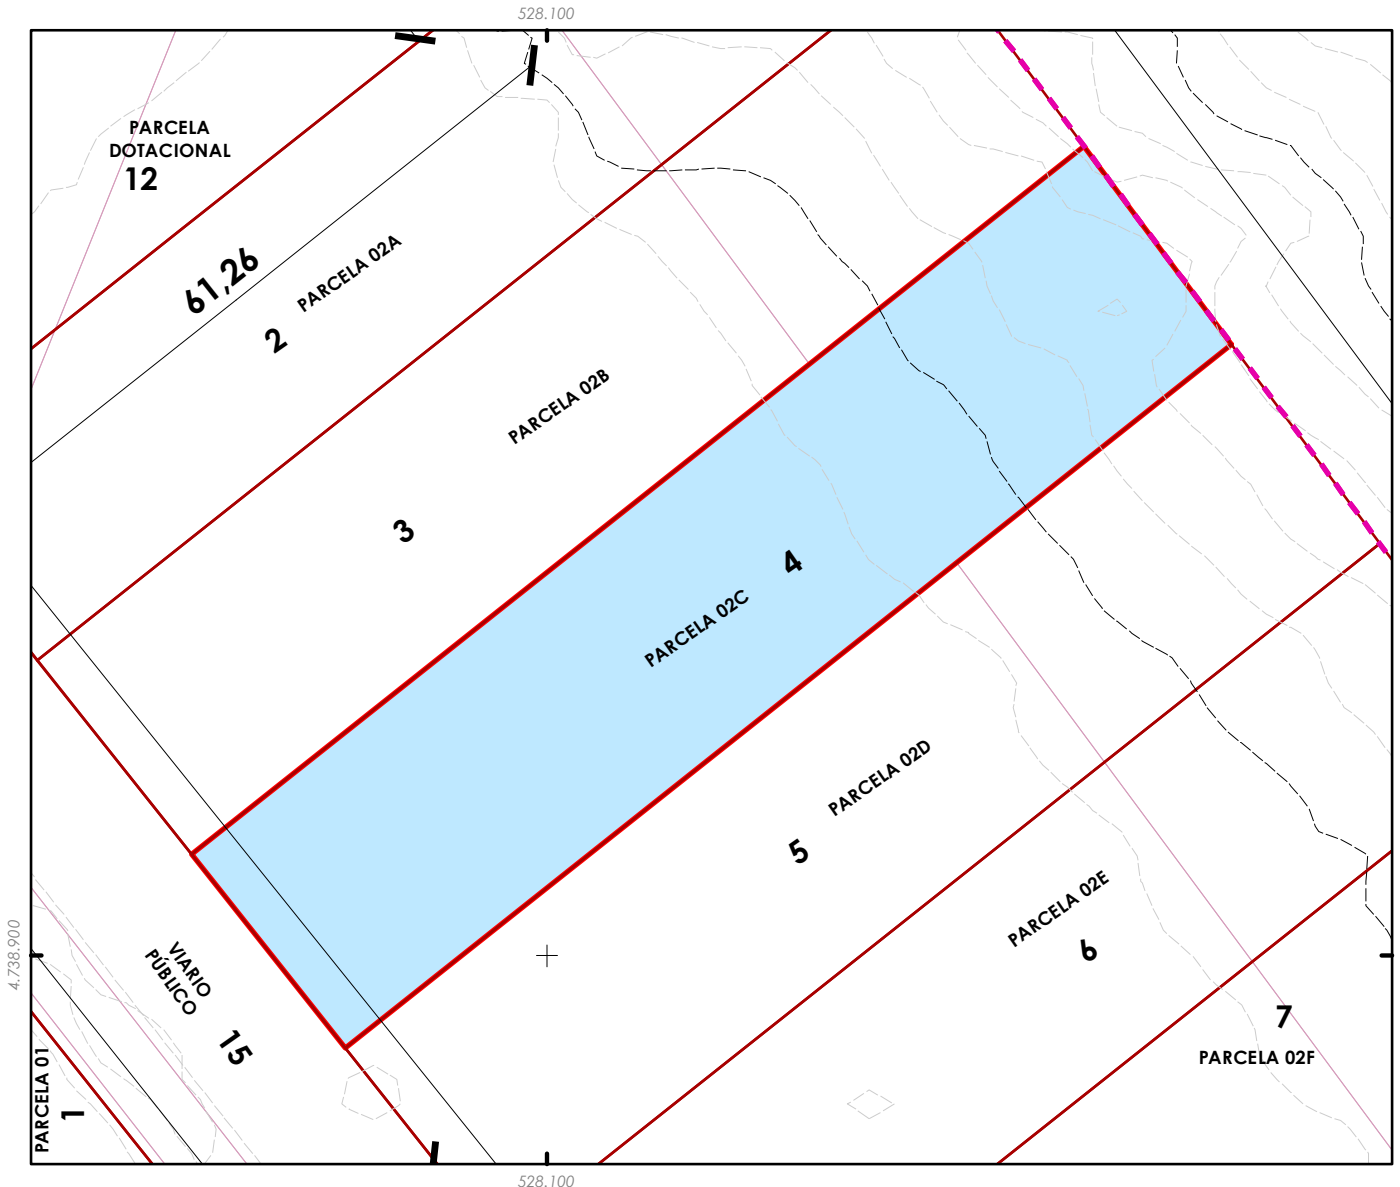 528.100
PARCELA
DOTACIONAL
12
61,26
2
PARCELA 02A
PARCELA 02B
3
4
PARCELA 02C
PARCELA 02D
5
PARCELA 02E
6
7
PARCELA 02F
4.738.900
VIARIO
PÚBLICO
15
PARCELA 01
1
528.100